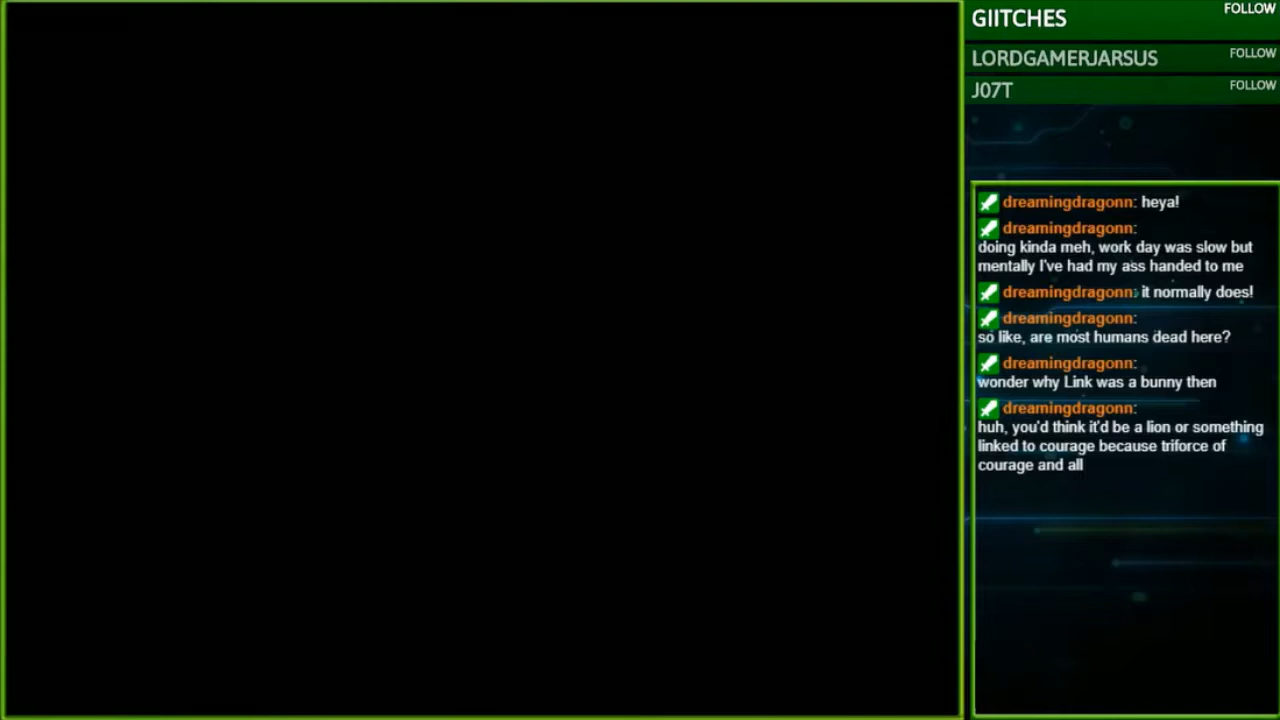 GIITCHES FOLLOW
LORDGAMERJARSUS FOLLOW
J07T FOLLOW
dreamingdragonn: heya!
dreamingdragonn:
doing kinda meh, work day was slow but
mentally I've had my ass handed to me
dreamingdragonn: it normally does!
dreamingdragonn:
so like, are most humans dead here?
dreamingdragonn:
wonder why Link was a bunny then
dreamingdragonn:
huh, you'd think it'd be a lion or something
linked to courage because triforce of
courage and all